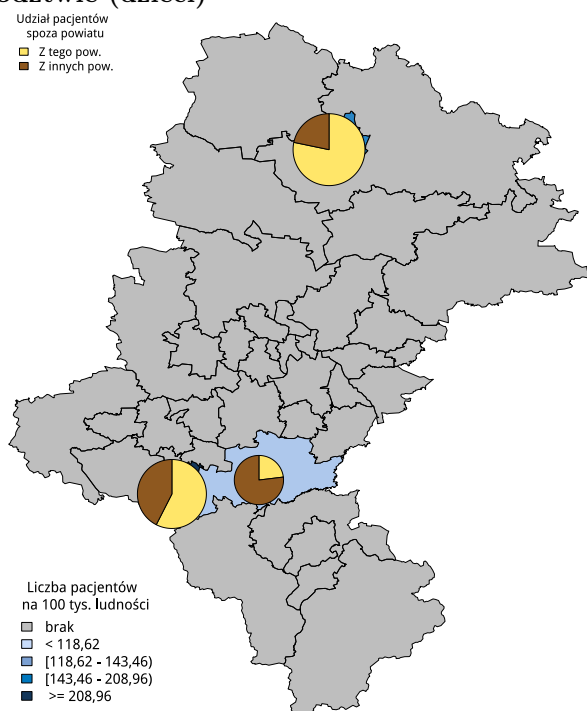 Udział pacjentów
spoza powiatu
Z tego pow.
Z innych pow.
Liczba pacjentów
na 100 tys. ludności
brak
< 118,62
[118,62 - 143,46)
[143,46 - 208,96)
>= 208,96